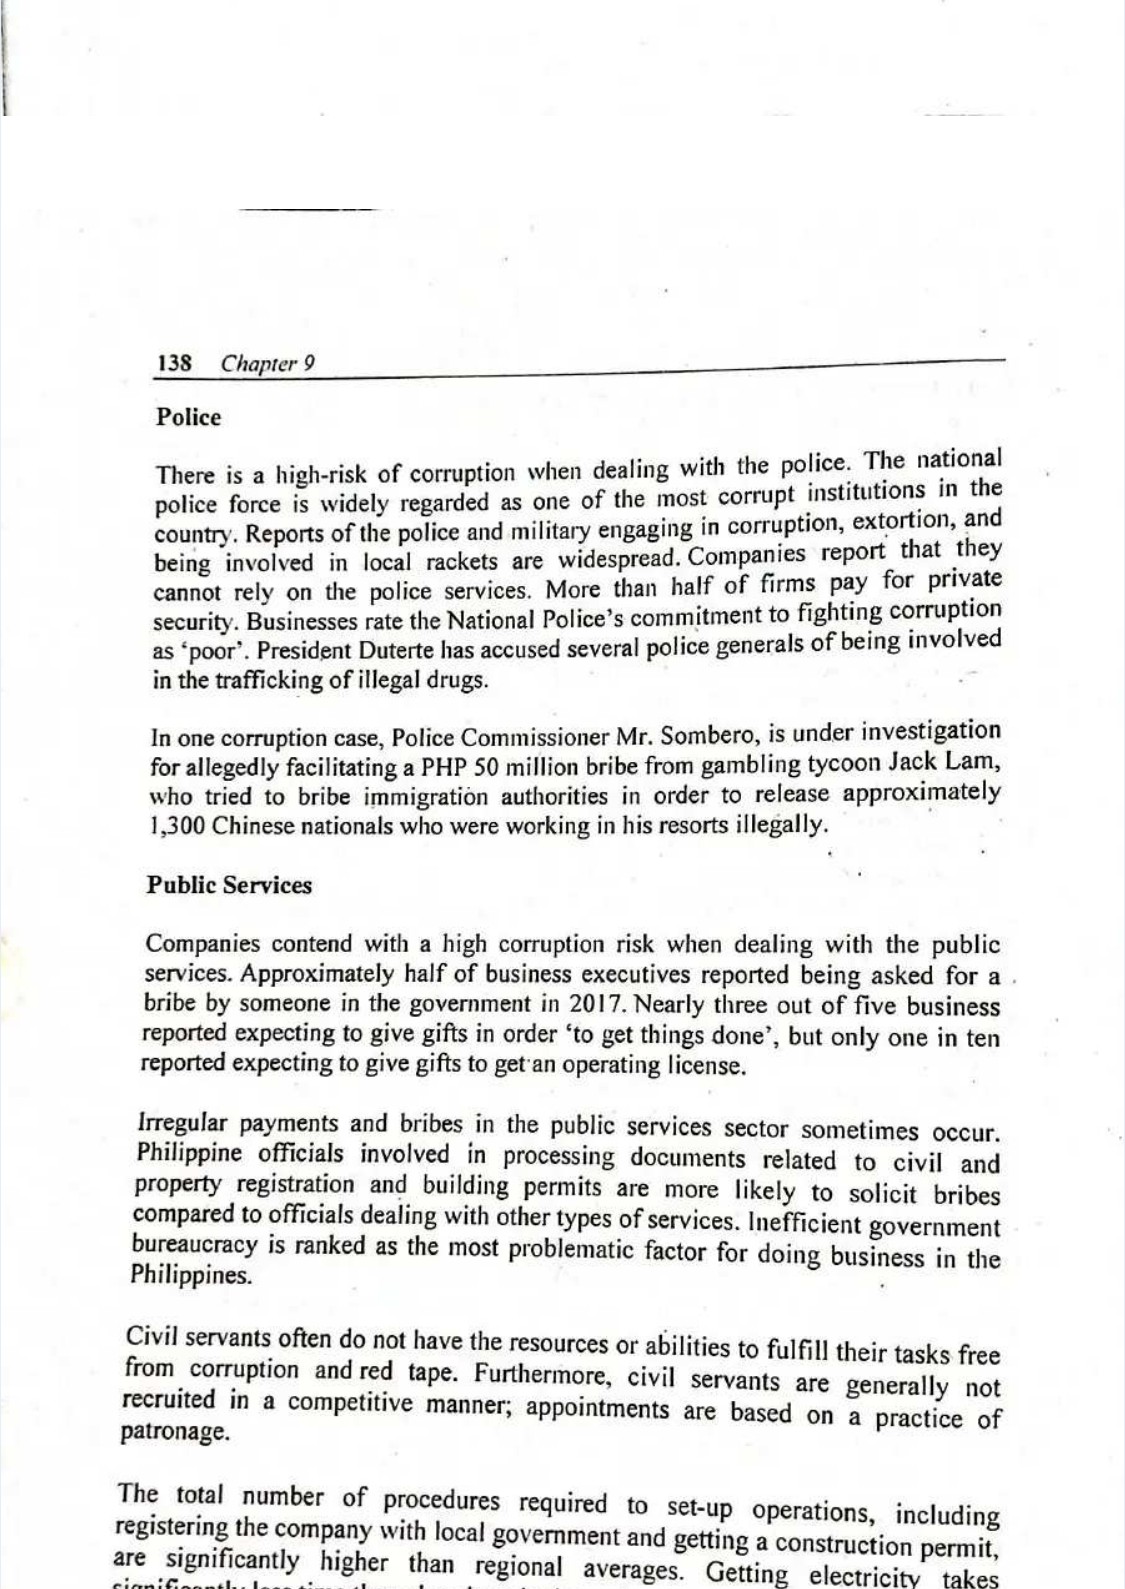 138 Chapter 9
Police
There is a high-risk of corruption when dealing with the police. The national
police force is widely regarded as one of the most corrupt institutions in the
country. Reports of the police and military engaging in corruption, extortion, and
being involved in local rackets are widespread. Companies report that they
cannot rely on the police services. More than half of firms pay for private
security. Businesses rate the National Police's commitment to fighting corruption
as ‘poor’. President Duterte has accused several police generals of being involved
in the trafficking of illegal drugs.
In one corruption case, Police Commissioner Mr. Sombero, is under investigation
for allegedly facilitating a PHP 50 million bribe from gambling tycoon Jack Lam,
who tried to bribe immigration authorities in order to release approximately
1,300 Chinese nationals who were working in his resorts illegally.
Public Services
Companies contend with a high corruption risk when dealing with the public
services. Approximately half of business executives reported being asked for a
bribe by someone in the government in 2017. Nearly three out of five business
reported expecting to give gifts in order ‘to get things done’, but only one in ten
reported expecting to give gifts to get an operating license.
Irregular payments and bribes in the public services sector sometimes occur.
Philippine officials involved in processing documents related to civil and
property registration and building permits are more likely to solicit bribes
compared to officials dealing with other types of services. Inefficient government
bureaucracy is ranked as the most problematic factor for doing business in the
Philippines.
Civil servants often do not have the resources or abilities to fulfill their tasks free
from corruption and red tape. Furthermore, civil servants are generally not
recruited in a competitive manner; appointments are based on a practice of
patronage.
The total number of procedures required to set-up operations, including
registering the company with local government and getting a construction permit,
are significantly higher than regional averages. Getting electricity takes